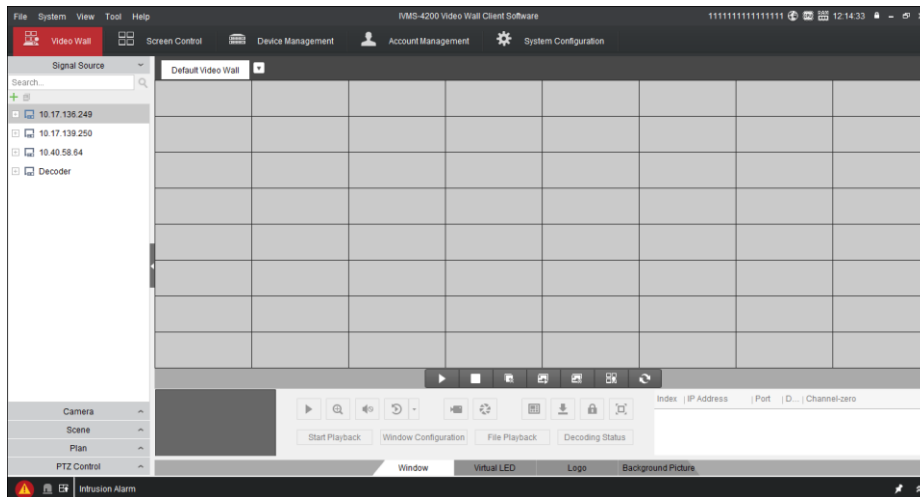 File System View Tool Help
iVMS-4200 Video Wall Client Software
1111111111111111 12:14:33
Video Wall
Screen Control
Device Management
Account Management
System Configuration
Signal Source
Default Video Wall
Search...
10.17.136.249
10.17.139.250
10.40.58.64
Decoder
Index IP Address Port D... Channel-zero
Start Playback Window Configuration File Playback Decoding Status
Camera
Scene
Plan
PTZ Control
Window Virtual LED Logo Background Picture
Intrusion Alarm